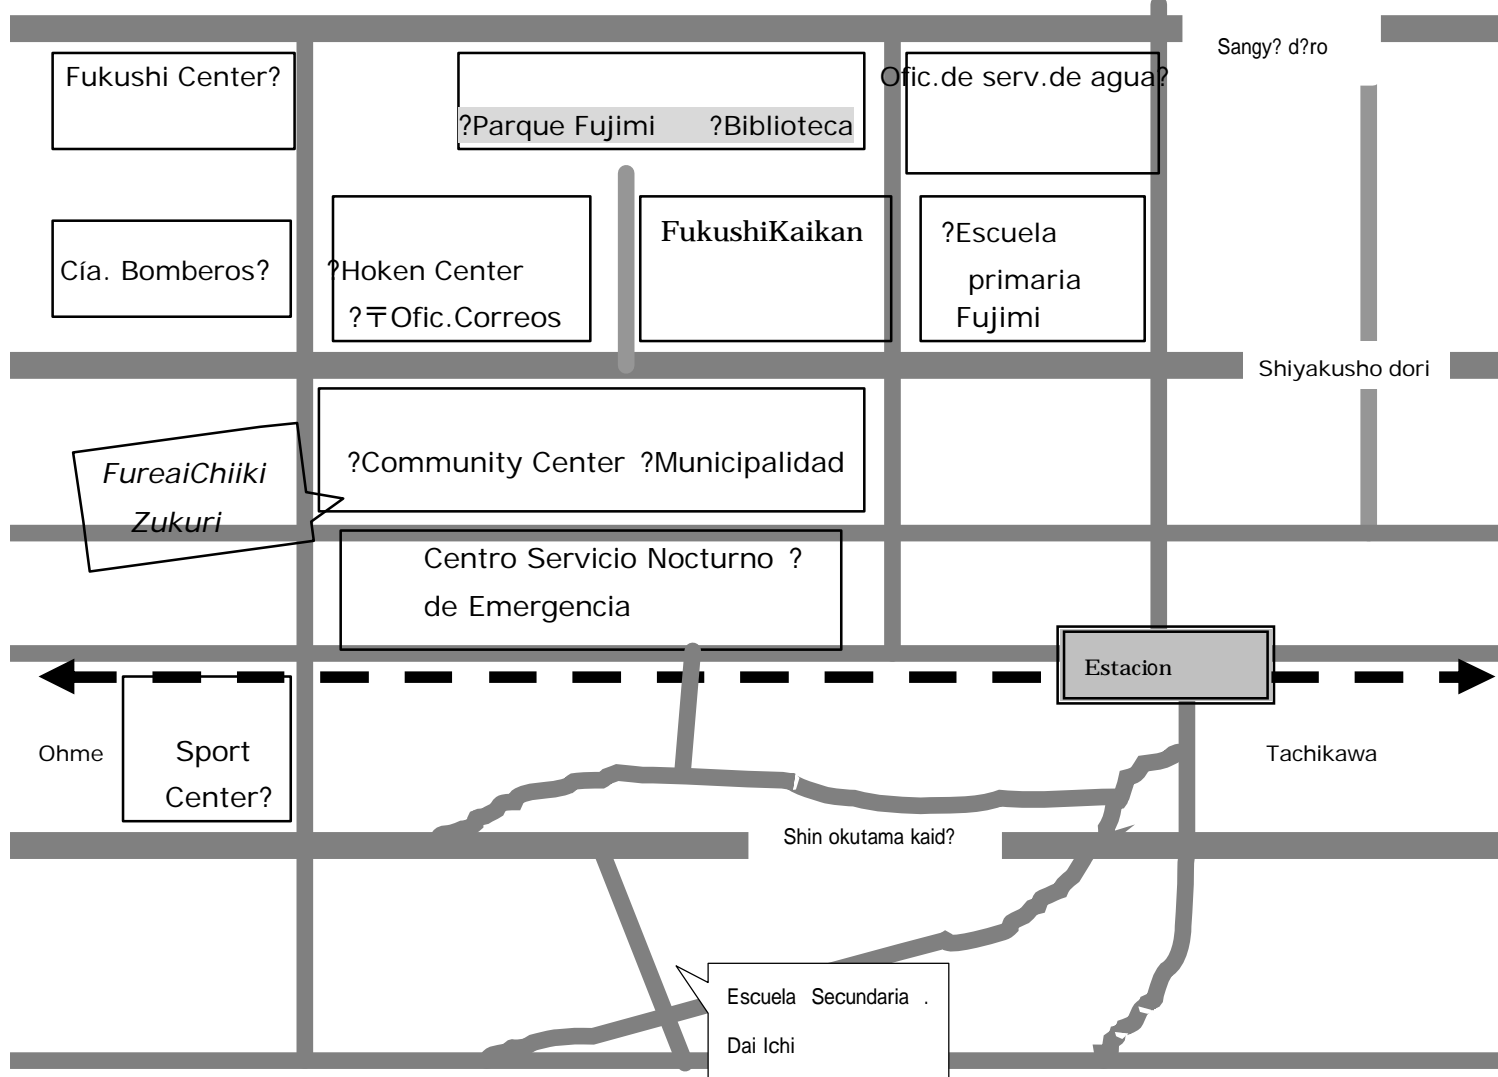 Sangy? d?ro
Fukushi Center?
Ofic.de serv.de agua?
?Parque Fujimi ?Biblioteca
FukushiKaikan
?Escuela
primaria
Fujimi
Cía. Bomberos?
?Hoken Center
?〒Ofic.Correos
Shiyakusho dori
?Community Center ?Municipalidad
FureaiChiiki
Zukuri
Centro Servicio Nocturno ?
de Emergencia
Estacion
Ohme
Sport
Center?
Tachikawa
Shin okutama kaid?
Escuela Secundaria .
Dai Ichi